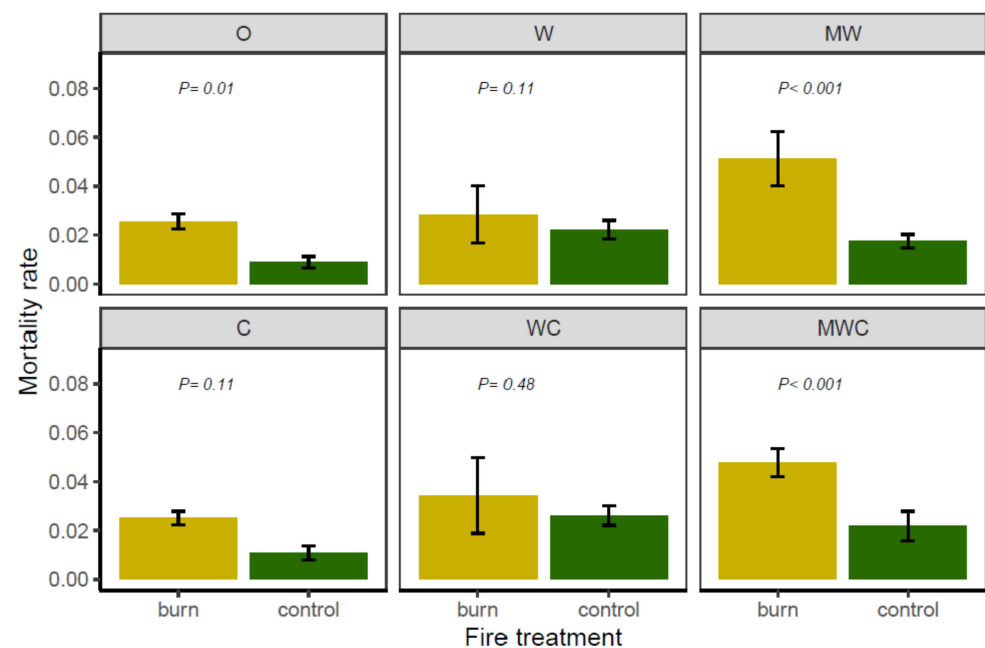 Mortality rate
O
W
MW
P= 0.01
P= 0.11
P< 0.001
0.08
0.06
0.04
0.02
0.00
C
WC
MWC
P= 0.11
P= 0.48
P< 0.001
0.08
0.06
0.04
0.02
0.00
burn
control
burn
control
burn
control
Fire treatment